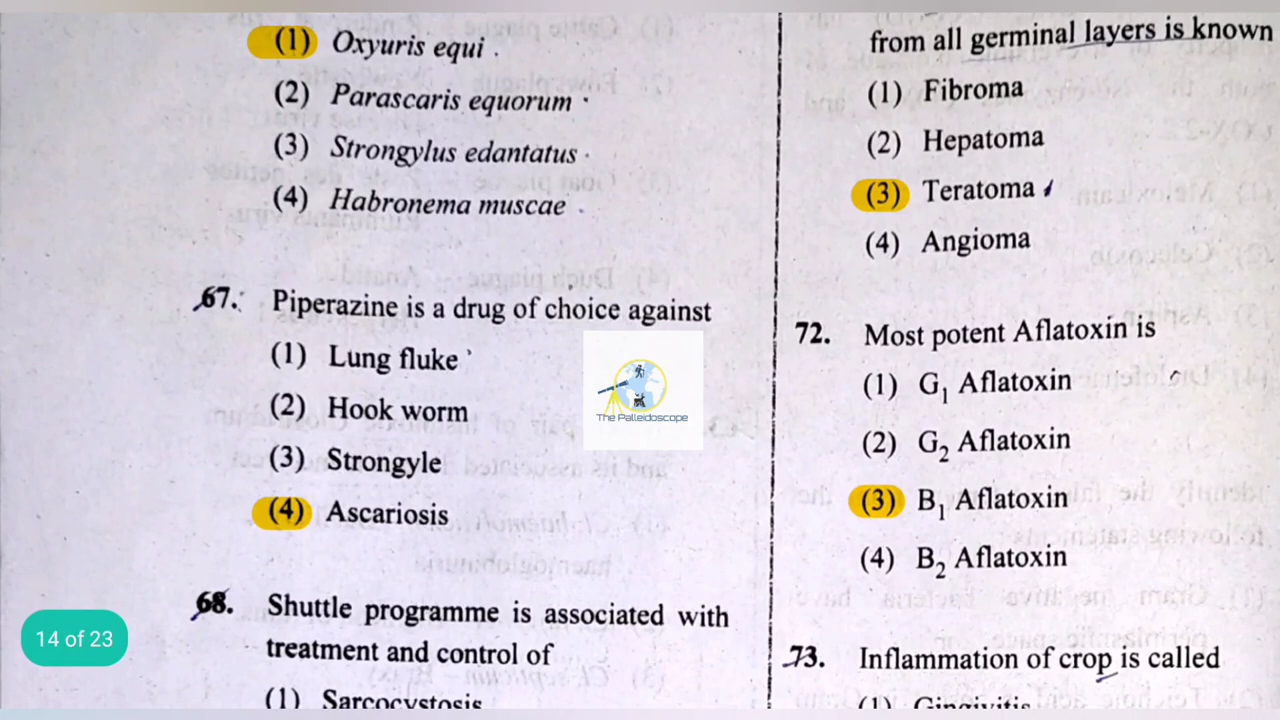 (1) Oxyuris equi
(2) Parascaris equorum
(3) Strongylus edantatus
(4) Habronema muscae
67. Piperazine is a drug of choice against
(1) Lung fluke
(2) Hook worm
(3) Strongyle
(4) Ascariosis
68. Shuttle programme is associated with
treatment and control of
(1) Sarcocystosis
14 of 23
from all germinal layers is known
(1) Fibroma
(2) Hepatoma
(3) Teratoma
(4) Angioma
72. Most potent Aflatoxin is
(1) G₁ Aflatoxin
(2) G₂ Aflatoxin
(3) B₁ Aflatoxin
(4) B₂ Aflatoxin
73. Inflammation of crop is called
(1) Gingivitis
The Palleidoscope